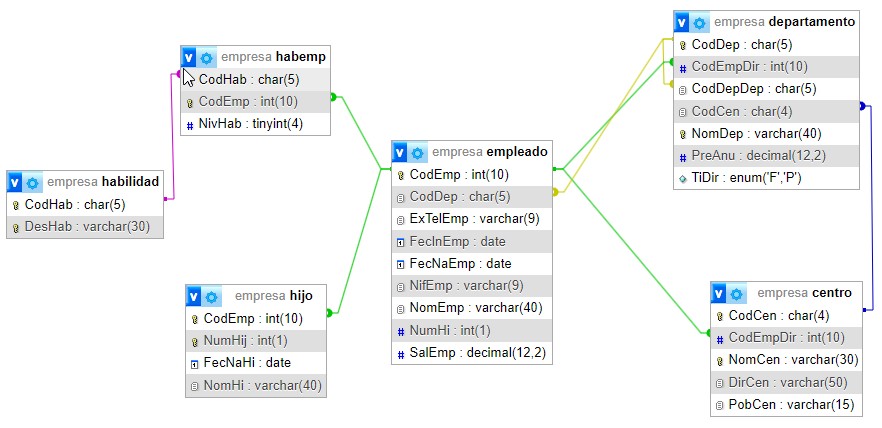 empresa habemp
CodHab : char(5)
CodEmp : int(10)
NivHab : tinyint(4)
empresa habilidad
CodHab : char(5)
DesHab : varchar(30)
empresa hijo
CodEmp : int(10)
NumHij : int(1)
FecNaHi : date
NomHi : varchar(40)
empresa empleado
CodEmp : int(10)
CodDep : char(5)
ExTelEmp : varchar(9)
FecInEmp : date
FecNaEmp : date
NifEmp : varchar(9)
NomEmp : varchar(40)
NumHi : int(1)
SalEmp : decimal(12,2)
empresa departamento
CodDep : char(5)
CodEmpDir : int(10)
CodDepDep : char(5)
CodCen : char(4)
NomDep : varchar(40)
PreAnu : decimal(12,2)
TiDir : enum('F','P')
empresa centro
CodCen : char(4)
CodEmpDir : int(10)
NomCen : varchar(30)
DirCen : varchar(50)
PobCen : varchar(15)